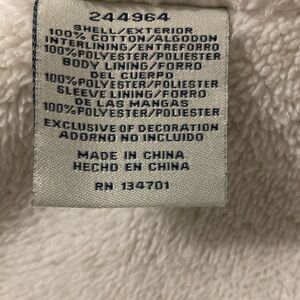 244964
SHELL/EXTERIOR
100% COTTON/ALGODON
INTERLINING/ENTREFORRO
100%POLYESTER/POLIESTER
BODY LINING/FORRO
DEL CUERPO
100%POLYESTER/POLIESTER
SLEEVE LINING/FORRO
DE LAS MANGAS
100%POLYESTER/POLIESTER
EXCLUSIVE OF DECORATION
ADORNO NO INCLUIDO
MADE IN CHINA
HECHO EN CHINA
RN 134701